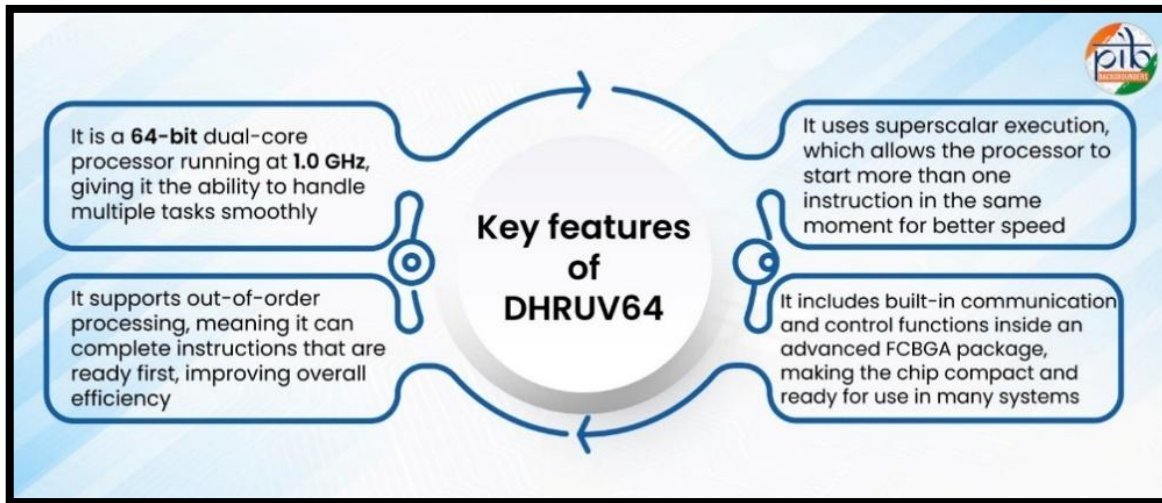 pib
BACKGROUNDERS
It is a 64-bit dual-core
processor running at 1.0 GHz,
giving it the ability to handle
multiple tasks smoothly
It supports out-of-order
processing, meaning it can
complete instructions that are
ready first, improving overall
efficiency
Key features
of
DHRUV64
It uses superscalar execution,
which allows the processor to
start more than one
instruction in the same
moment for better speed
It includes built-in communication
and control functions inside an
advanced FCBGA package,
making the chip compact and
ready for use in many systems